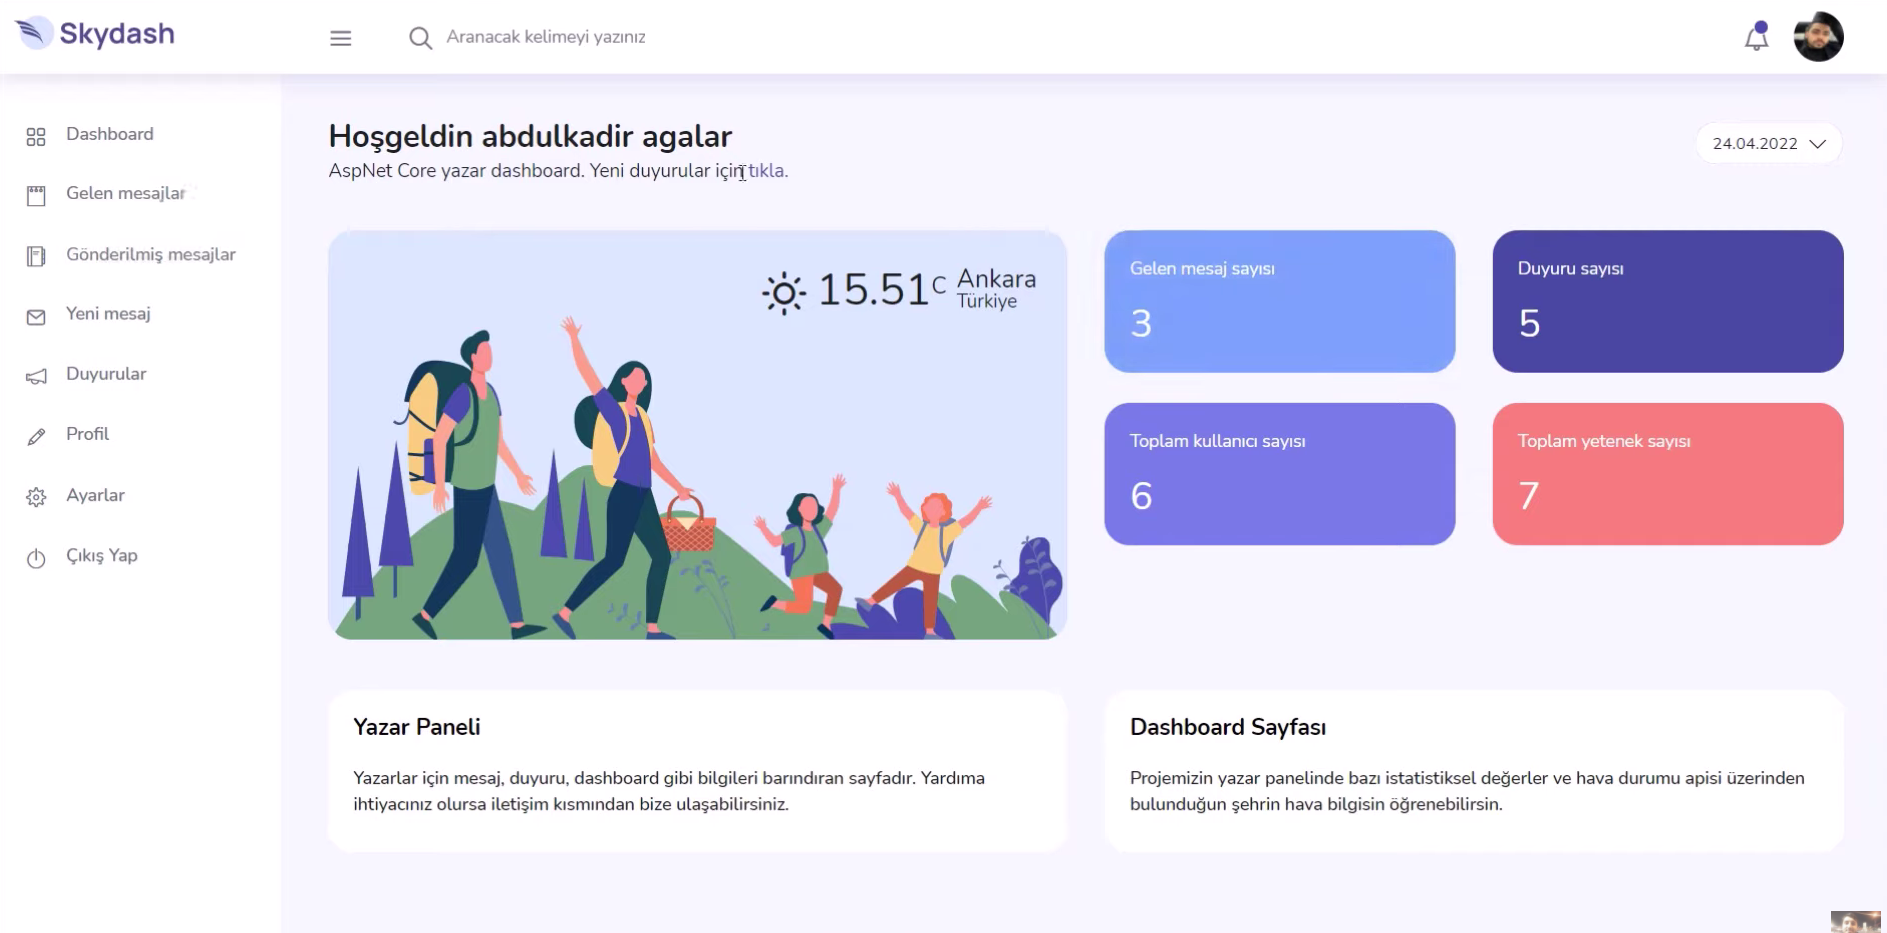 Skydash
Aranacak kelimeyi yazınız
Dashboard
Gelen mesajlar
Gönderilmiş mesajlar
Yeni mesaj
Duyurular
Profil
Ayarlar
Çıkış Yap
Hoşgeldin abdulkadir agalar
AspNet Core yazar dashboard. Yeni duyurular için tıkla.
24.04.2022
15.51C Ankara
Türkiye
Gelen mesaj sayısı
3
Duyuru sayısı
5
Toplam kullanıcı sayısı
6
Toplam yetenek sayısı
7
Yazar Paneli
Yazarlar için mesaj, duyuru, dashboard gibi bilgileri barındıran sayfadır. Yardıma
ihtiyacınız olursa iletişim kısmından bize ulaşabilirsiniz.
Dashboard Sayfası
Projemizin yazar panelinde bazı istatistiksel değerler ve hava durumu apisi üzerinden
bulunduğun şehrin hava bilgisin öğrenebilirsin.